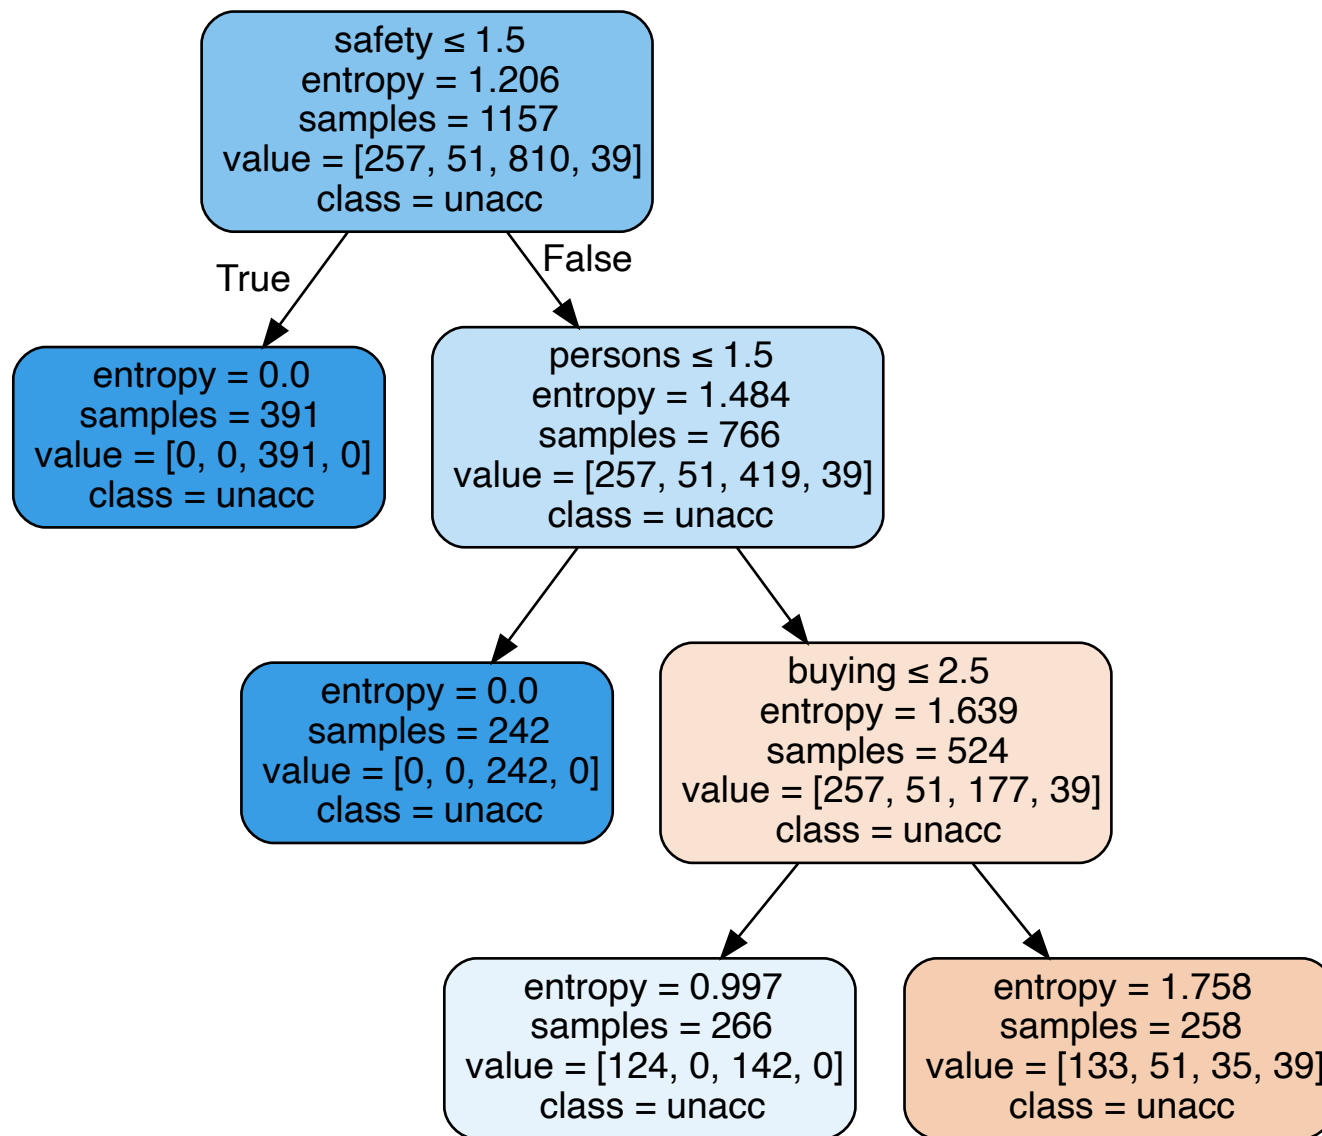 safety ≤ 1.5
entropy = 1.206
samples = 1157
value = [257, 51, 810, 39]
class = unacc
True
False
entropy = 0.0
samples = 391
value = [0, 0, 391, 0]
class = unacc
persons ≤ 1.5
entropy = 1.484
samples = 766
value = [257, 51, 419, 39]
class = unacc
entropy = 0.0
samples = 242
value = [0, 0, 242, 0]
class = unacc
buying ≤ 2.5
entropy = 1.639
samples = 524
value = [257, 51, 177, 39]
class = unacc
entropy = 0.997
samples = 266
value = [124, 0, 142, 0]
class = unacc
entropy = 1.758
samples = 258
value = [133, 51, 35, 39]
class = unacc